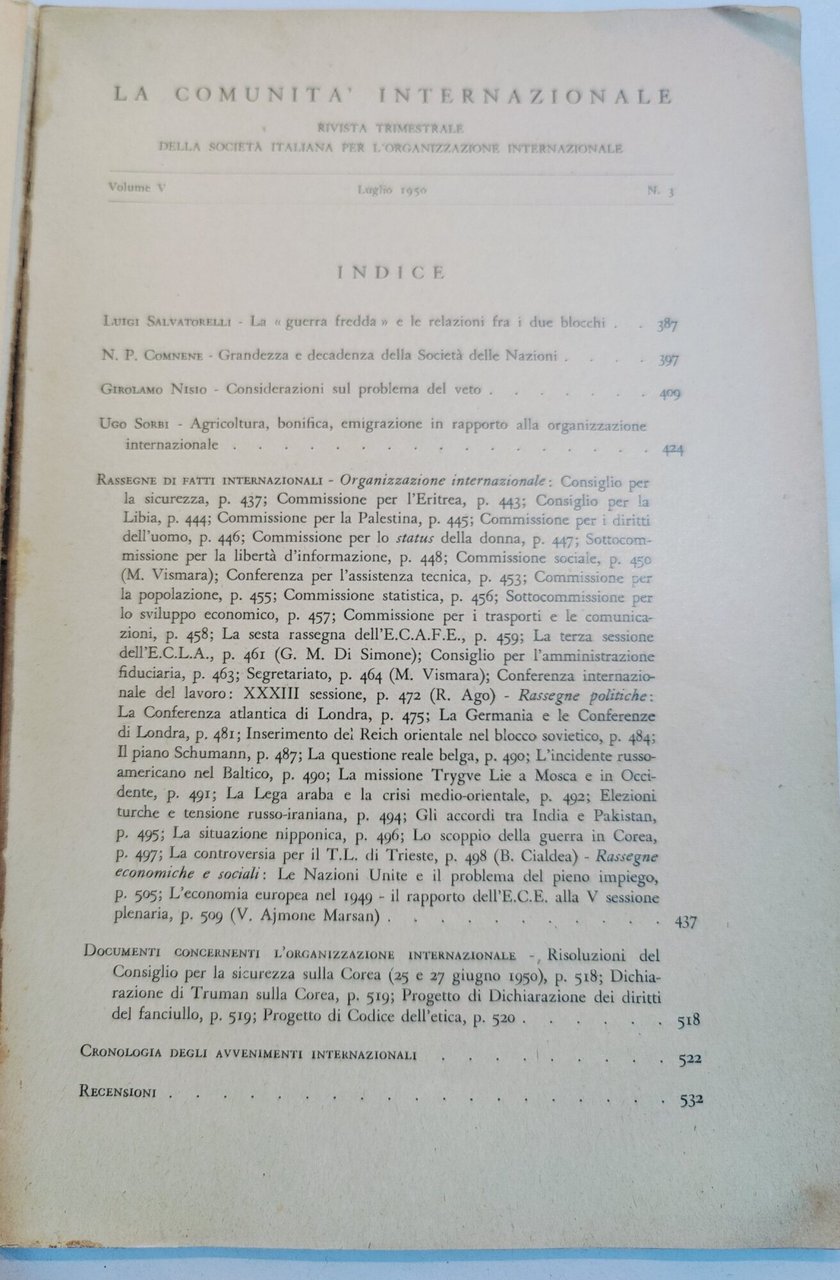 LA COMUNITA' INTERNAZIONALE
RIVISTA TRIMESTRALE
DELLA SOCIETÀ ITALIANA PER L'ORGANIZZAZIONE INTERNAZIONALE
Volume V Luglio 1950 N. 3
INDICE
LUIGI SALVATORELLI - La « guerra fredda » e le relazioni fra i due blocchi . . 387
N. P. COMNENE - Grandezza e decadenza della Società delle Nazioni . . . . 397
GIROLAMO NISIO - Considerazioni sul problema del veto . . . . . . . 409
UGO SORBI - Agricoltura, bonifica, emigrazione in rapporto alla organizzazione
internazionale . . . . . . . . . . . . . . . . . . . . 424
RASSEGNE DI FATTI INTERNAZIONALI - Organizzazione internazionale: Consiglio per
la sicurezza, p. 437; Commissione per l'Eritrea, p. 443; Consiglio per la
Libia, p. 444; Commissione per la Palestina, p. 445; Commissione per i diritti
dell'uomo, p. 446; Commissione per lo status della donna, p. 447; Sottocom-
missione per la libertà d'informazione, p. 448; Commissione sociale, p. 450
(M. Vismara); Conferenza per l'assistenza tecnica, p. 453; Commissione per
la popolazione, p. 455; Commissione statistica, p. 456; Sottocommissione per
lo sviluppo economico, p. 457; Commissione per i trasporti e le comunica-
zioni, p. 458; La sesta rassegna dell'E.C.A.F.E., p. 459; La terza sessione
dell'E.C.L.A., p. 461 (G. M. Di Simone); Consiglio per l'amministrazione
fiduciaria, p. 463; Segretariato, p. 464 (M. Vismara); Conferenza internazio-
nale del lavoro: XXXIII sessione, p. 472 (R. Ago) - Rassegne politiche:
La Conferenza atlantica di Londra, p. 475; La Germania e le Conferenze
di Londra, p. 481; Inserimento del Reich orientale nel blocco sovietico, p. 484;
Il piano Schumann, p. 487; La questione reale belga, p. 490; L'incidente russo-
americano nel Baltico, p. 490; La missione Trygve Lie a Mosca e in Occi-
dente, p. 491; La Lega araba e la crisi medio-orientale, p. 492; Elezioni
turche e tensione russo-iraniana, p. 494; Gli accordi tra India e Pakistan,
p. 495; La situazione nipponica, p. 496; Lo scoppio della guerra in Corea,
p. 497; La controversia per il T.L. di Trieste, p. 498 (B. Cialdea) - Rassegne
economiche e sociali: Le Nazioni Unite e il problema del pieno impiego,
p. 505; L'economia europea nel 1949 - il rapporto dell'E.C.E. alla V sessione
plenaria, p. 509 (V. Ajmone Marsan) . . . . . . . . . . . 437
DOCUMENTI CONCERNENTI L'ORGANIZZAZIONE INTERNAZIONALE - Risoluzioni del
Consiglio per la sicurezza sulla Corea (25 e 27 giugno 1950), p. 518; Dichia-
razione di Truman sulla Corea, p. 519; Progetto di Dichiarazione dei diritti
del fanciullo, p. 519; Progetto di Codice dell'etica, p. 520 . . . . . . 518
CRONOLOGIA DEGLI AVVENIMENTI INTERNAZIONALI . . . . . . . . . 522
RECENSIONI . . . . . . . . . . . . . . . . . . . 532